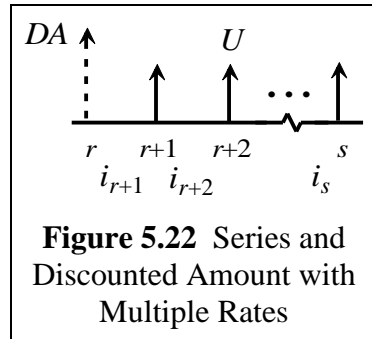 DA U
...
r r+1 r+2 s
i_{r+1} i_{r+2} i_s
Figure 5.22 Series and
Discounted Amount with
Multiple Rates